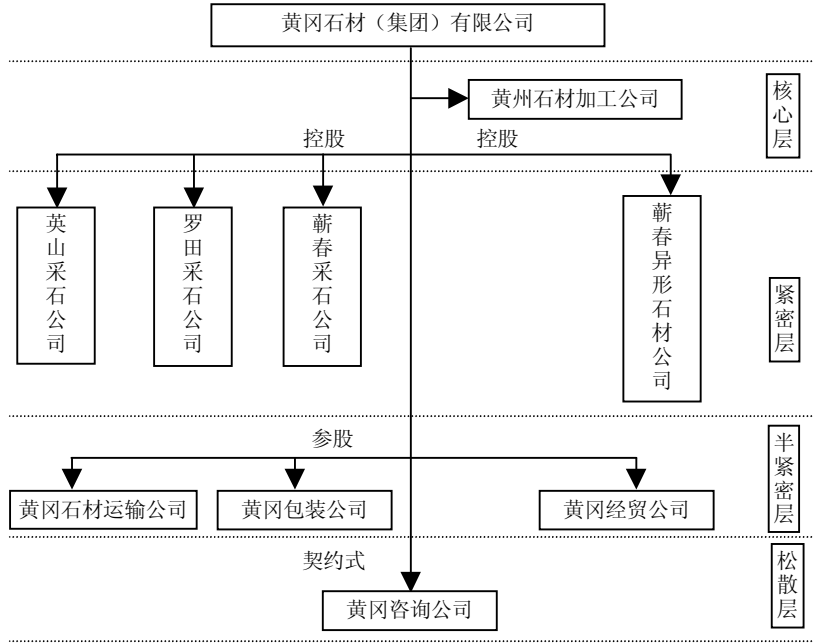 黄冈石材（集团）有限公司
黄州石材加工公司
核心层
控股
控股
英山采石公司
罗田采石公司
蕲春采石公司
蕲春异形石材公司
紧密层
参股
半紧密层
黄冈石材运输公司
黄冈包装公司
黄冈经贸公司
契约式
松散层
黄冈咨询公司